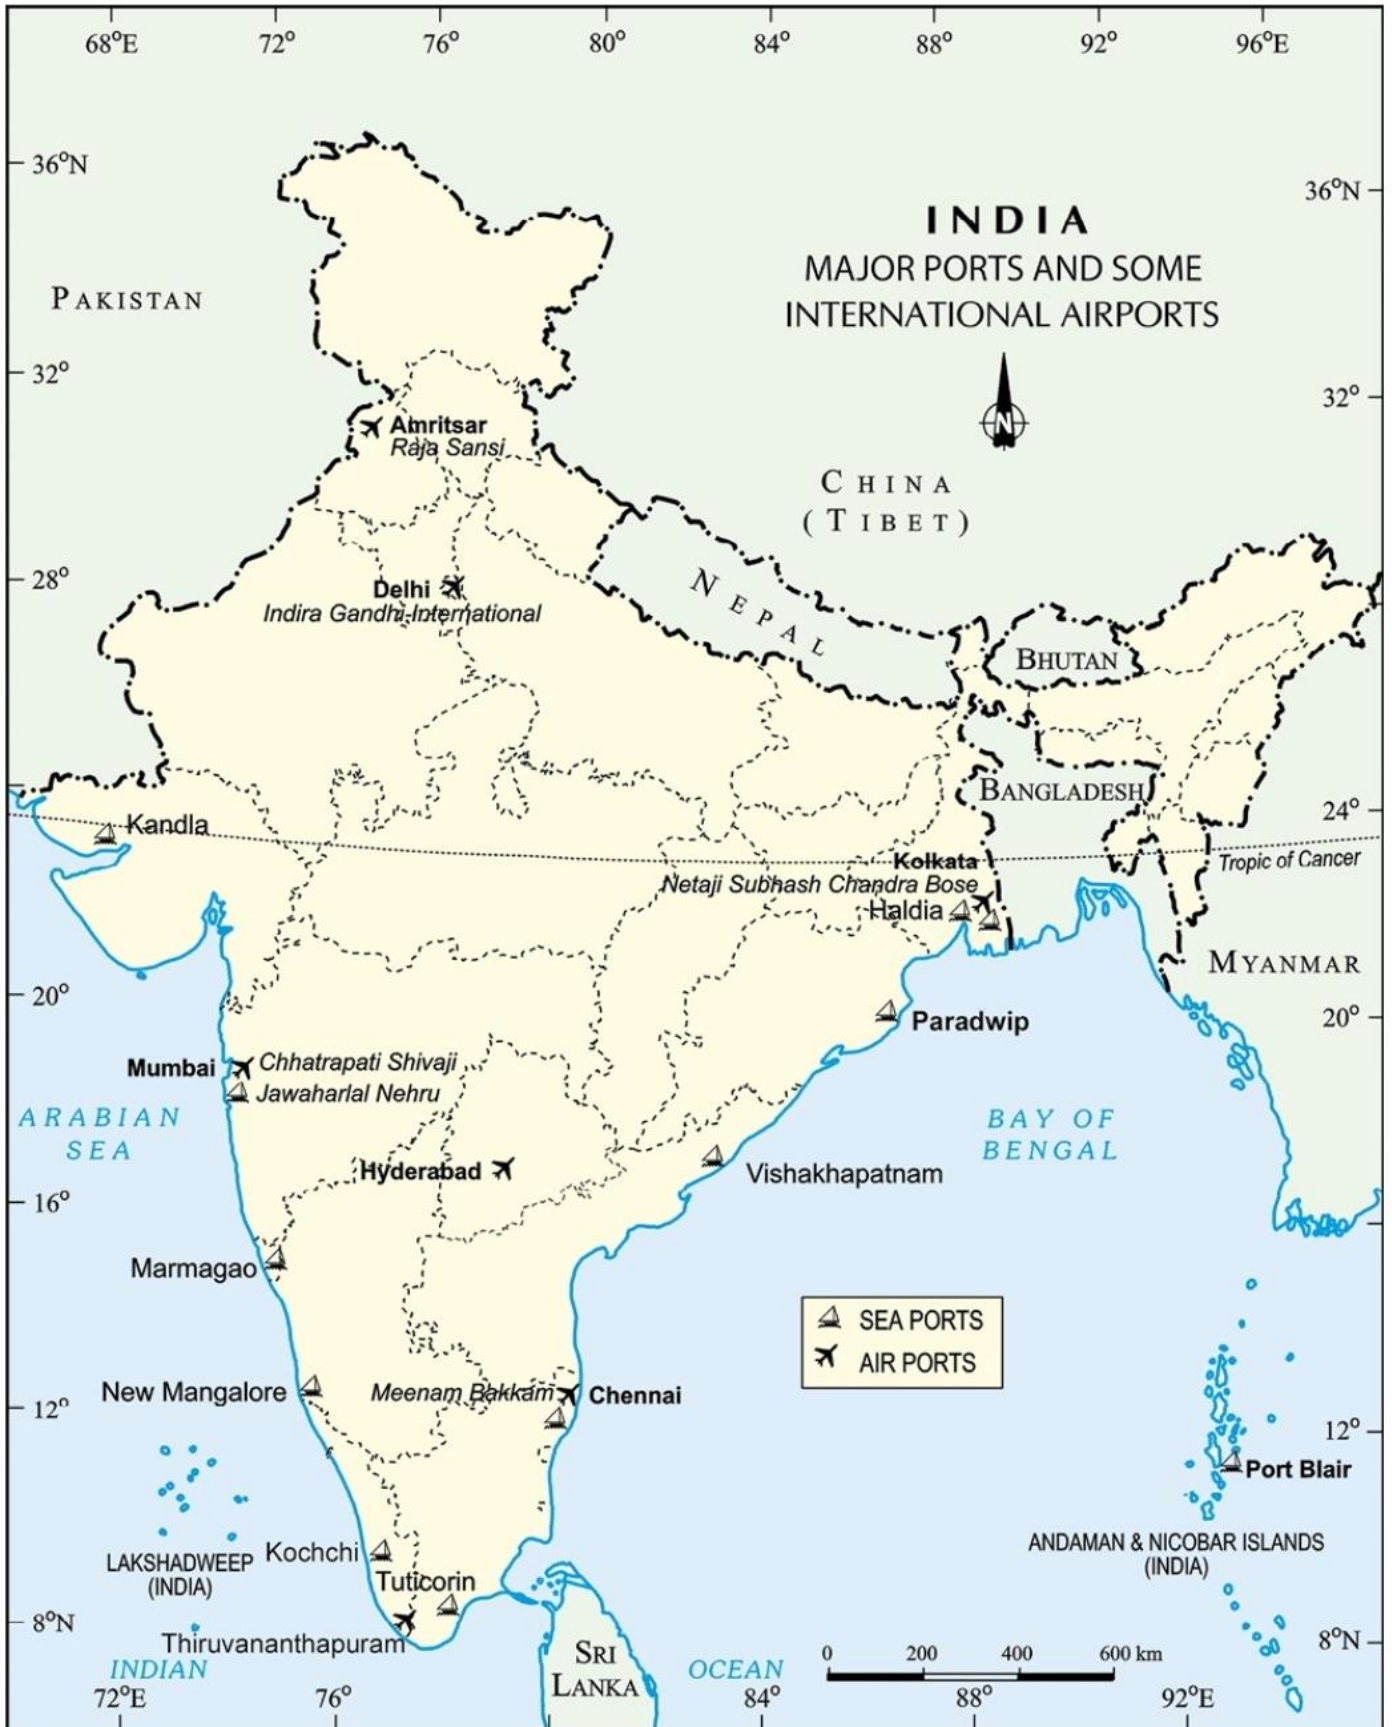 68°E 72° 76° 80° 84° 88° 92° 96°E
36°N
36°N
INDIA
MAJOR PORTS AND SOME
INTERNATIONAL AIRPORTS
PAKISTAN
32°
32°
N
Amritsar
Raja Sansi
CHINA
(TIBET)
28°
Delhi
Indira Gandhi International
NEPAL
BHUTAN
BANGLADESH
24°
Kandla
Tropic of Cancer
Kolkata
Netaji Subhash Chandra Bose
Haldia
MYANMAR
20°
20°
Paradwip
Mumbai
Chhatrapati Shivaji
Jawaharlal Nehru
ARABIAN
SEA
BAY OF
BENGAL
Hyderabad
Vishakhapatnam
16°
Marmagao
SEA PORTS
AIR PORTS
New Mangalore
Meenam Bakkam
Chennai
12°
12°
Port Blair
Kochchi
LAKSHADWEEP
(INDIA)
ANDAMAN & NICOBAR ISLANDS
(INDIA)
Tuticorin
8°N
8°N
Thiruvananthapuram
SRI
LANKA
INDIAN
OCEAN
0 200 400 600 km
72°E 76° 84° 88° 92°E